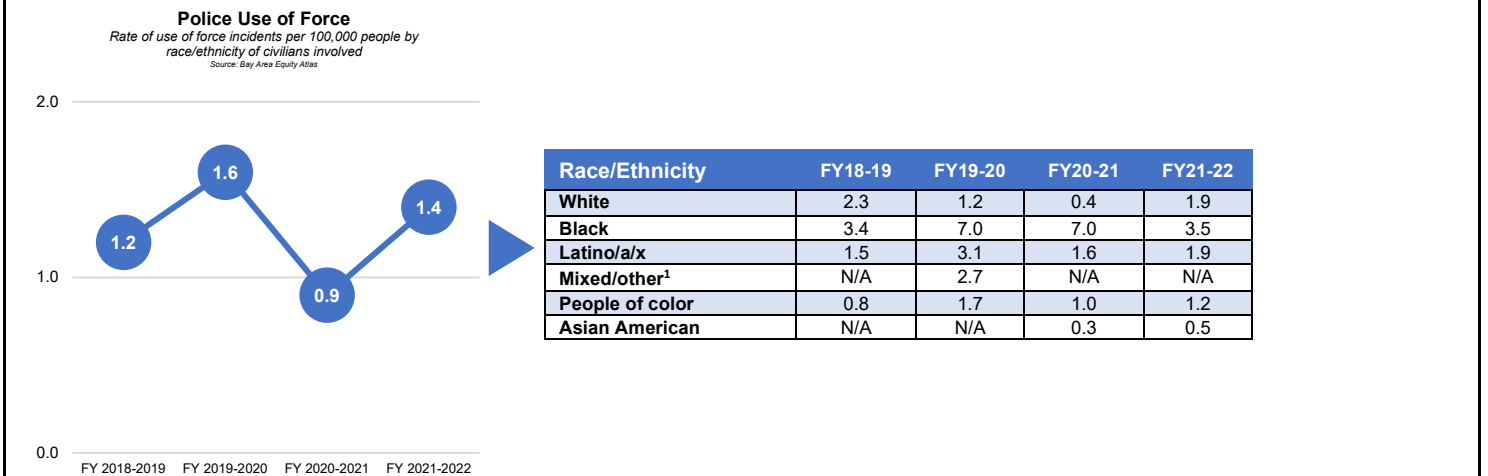 Police Use of Force
Rate of use of force incidents per 100,000 people by
race/ethnicity of civilians involved
Source: Bay Area Equity Atlas
2.0
1.6
1.4
1.2
1.0
0.9
0.0
FY 2018-2019 FY 2019-2020 FY 2020-2021 FY 2021-2022
Race/Ethnicity FY18-19 FY19-20 FY20-21 FY21-22
White 2.3 1.2 0.4 1.9
Black 3.4 7.0 7.0 3.5
Latino/a/x 1.5 3.1 1.6 1.9
Mixed/other¹ N/A 2.7 N/A N/A
People of color 0.8 1.7 1.0 1.2
Asian American N/A N/A 0.3 0.5